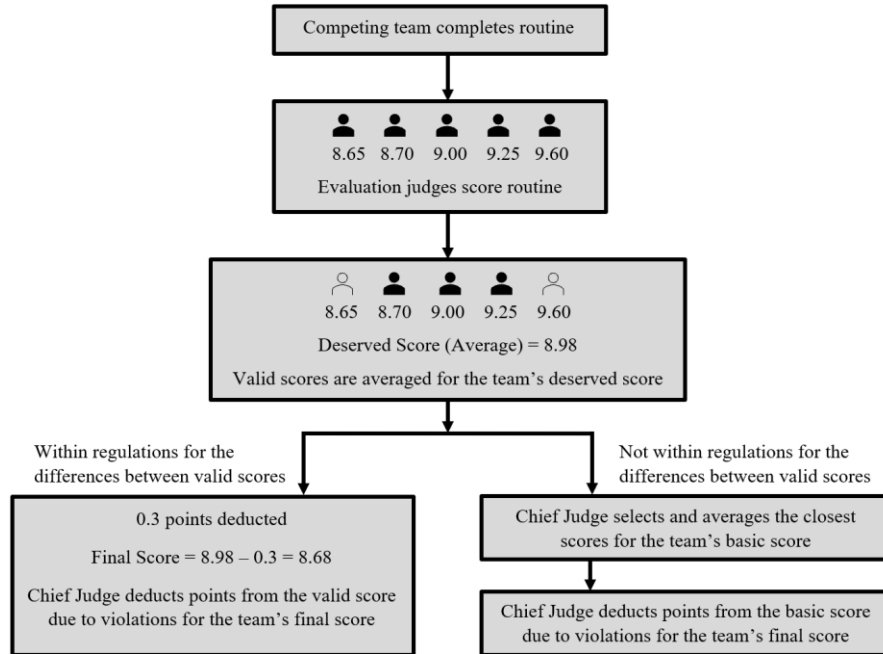 Competing team completes routine
8.65 8.70 9.00 9.25 9.60
Evaluation judges score routine
8.65 8.70 9.00 9.25 9.60
Deserved Score (Average) = 8.98
Valid scores are averaged for the team’s deserved score
Within regulations for the
differences between valid scores
0.3 points deducted
Final Score = 8.98 – 0.3 = 8.68
Chief Judge deducts points from the valid score
due to violations for the team’s final score
Not within regulations for the
differences between valid scores
Chief Judge selects and averages the closest
scores for the team’s basic score
Chief Judge deducts points from the basic score
due to violations for the team’s final score